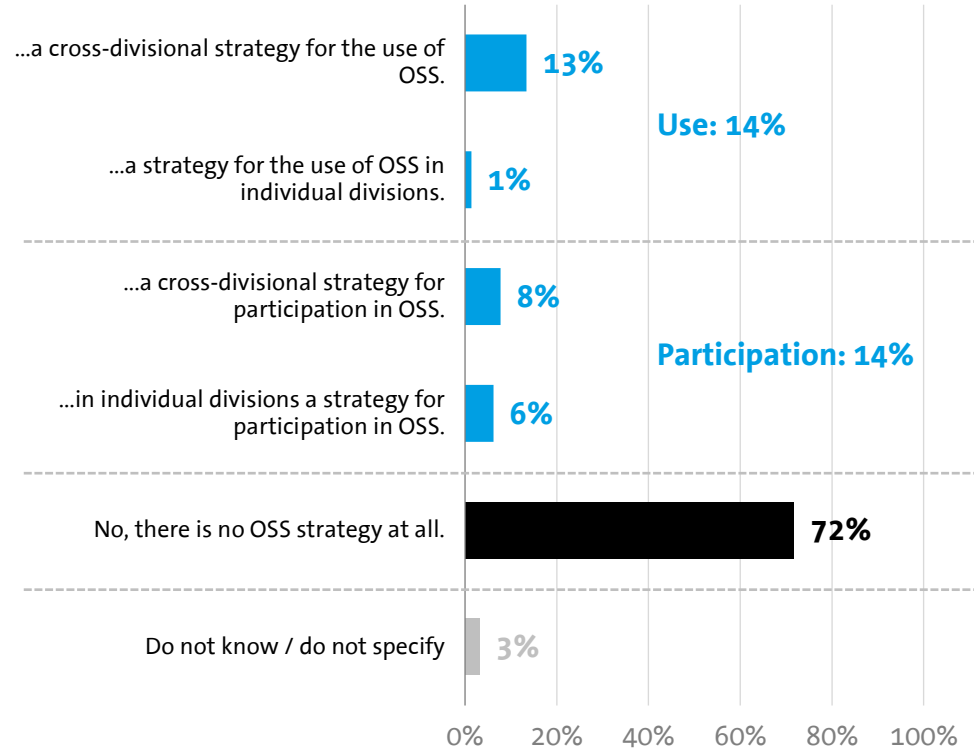 ...a cross-divisional strategy for the use of
OSS.
13%
Use: 14%
...a strategy for the use of OSS in
individual divisions.
1%
...a cross-divisional strategy for
participation in OSS.
8%
Participation: 14%
...in individual divisions a strategy for
participation in OSS.
6%
No, there is no OSS strategy at all.
72%
Do not know / do not specify
3%
0% 20% 40% 60% 80% 100%